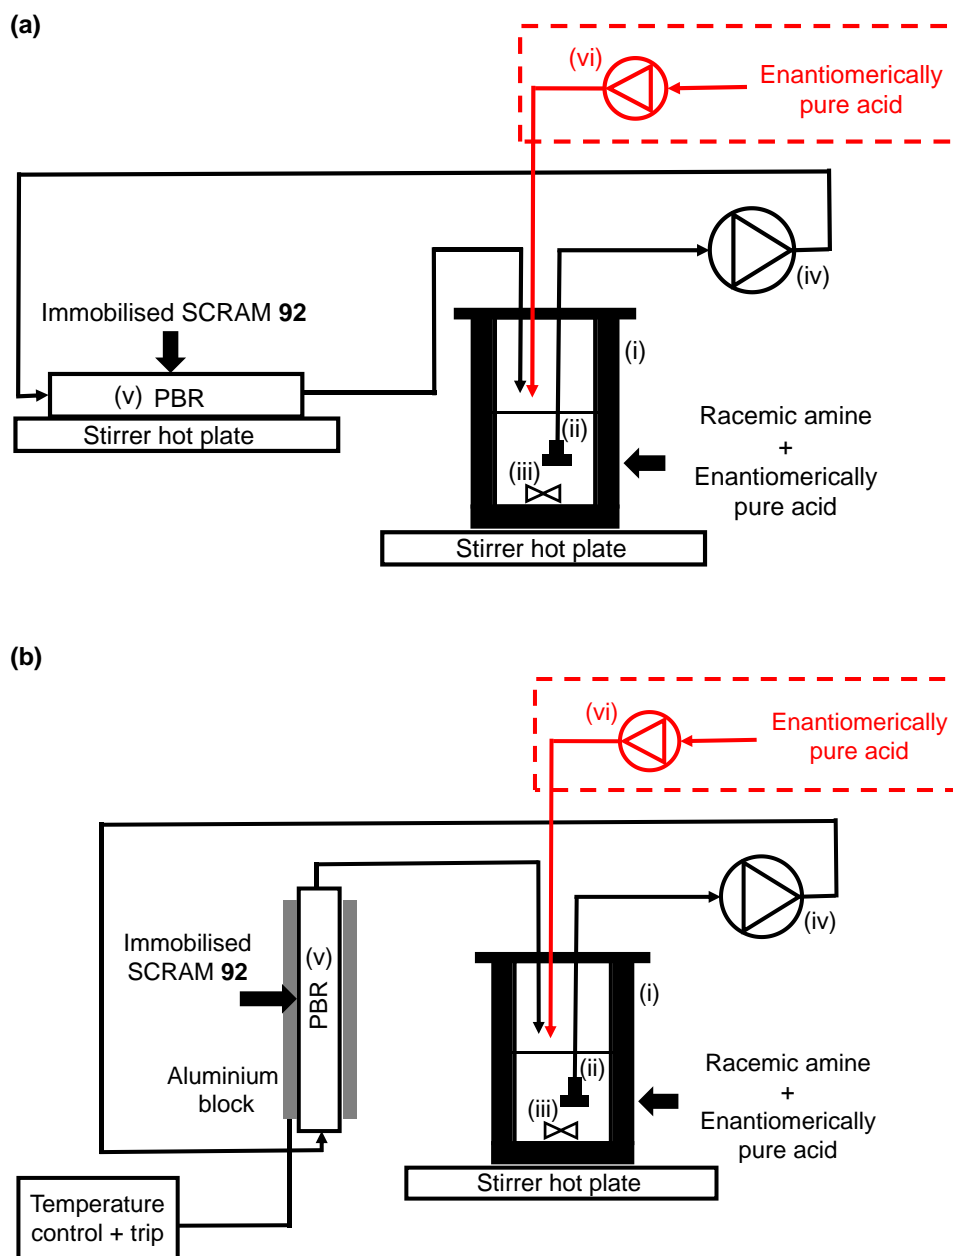 (a)
(vi)
Enantiomerically
pure acid
(iv)
Immobilised SCRAM 92
(i)
(v) PBR
Stirrer hot plate
(ii)
(iii)
Racemic amine
+
Enantiomerically
pure acid
Stirrer hot plate
(b)
(vi)
Enantiomerically
pure acid
(iv)
Immobilised
SCRAM 92
(v)
PBR
(i)
Aluminium
block
(ii)
(iii)
Racemic amine
+
Enantiomerically
pure acid
Stirrer hot plate
Temperature
control + trip